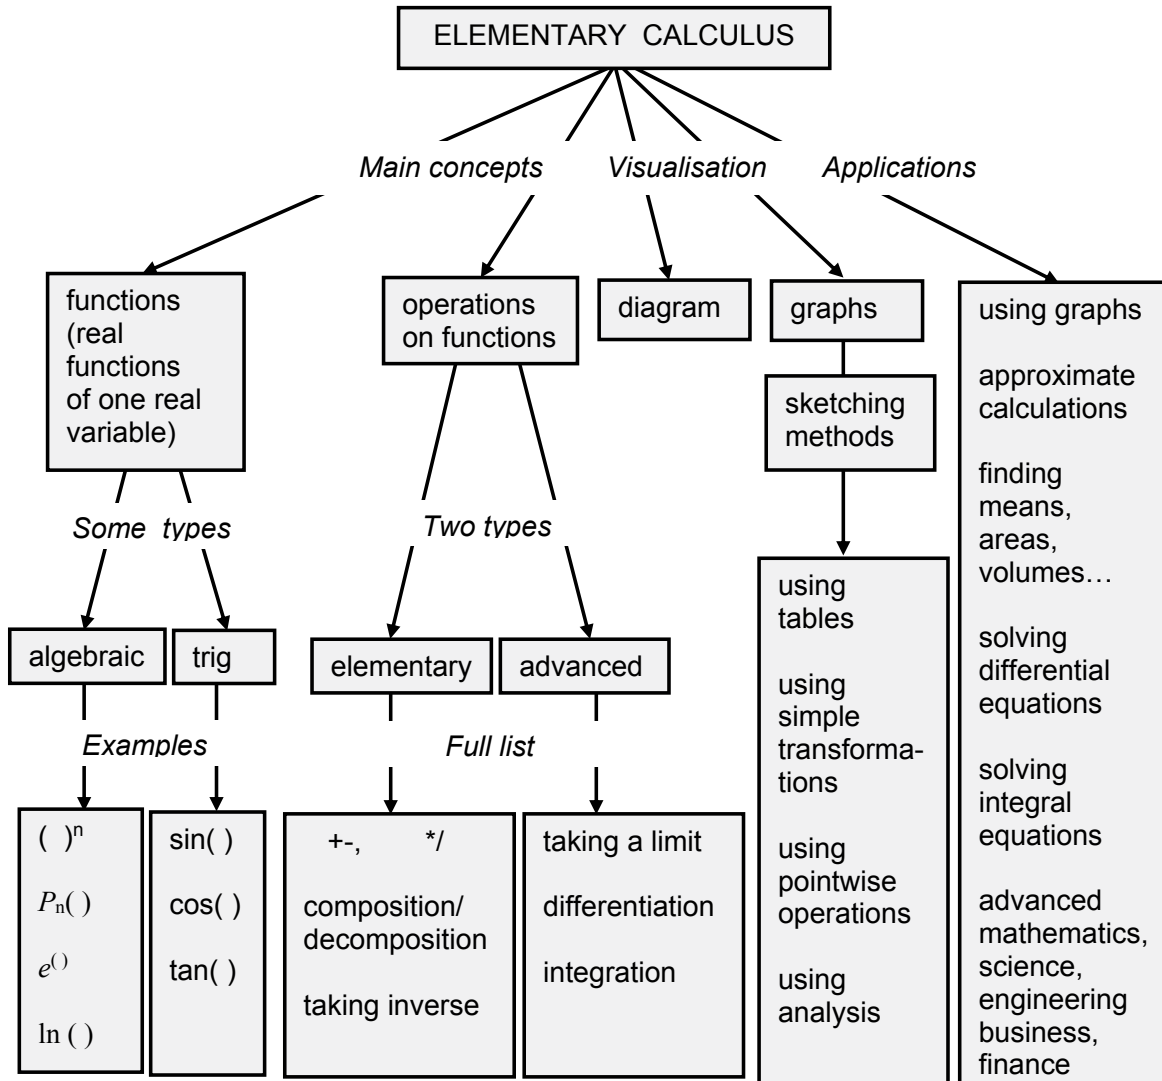 ELEMENTARY CALCULUS
Main concepts
Visualisation
Applications
functions
(real
functions
of one real
variable)
operations
on functions
diagram
graphs
sketching
methods
using graphs
approximate
calculations
finding
means,
areas,
volumes…
solving
differential
equations
solving
integral
equations
advanced
mathematics,
science,
engineering
business,
finance
Some types
Two types
algebraic
trig
elementary
advanced
using
tables
using
simple
transforma-
tions
using
pointwise
operations
using
analysis
Examples
Full list
( )ⁿ
Pₙ( )
e^( )
ln ( )
sin( )
cos( )
tan( )
+-, */
composition/
decomposition
taking inverse
taking a limit
differentiation
integration